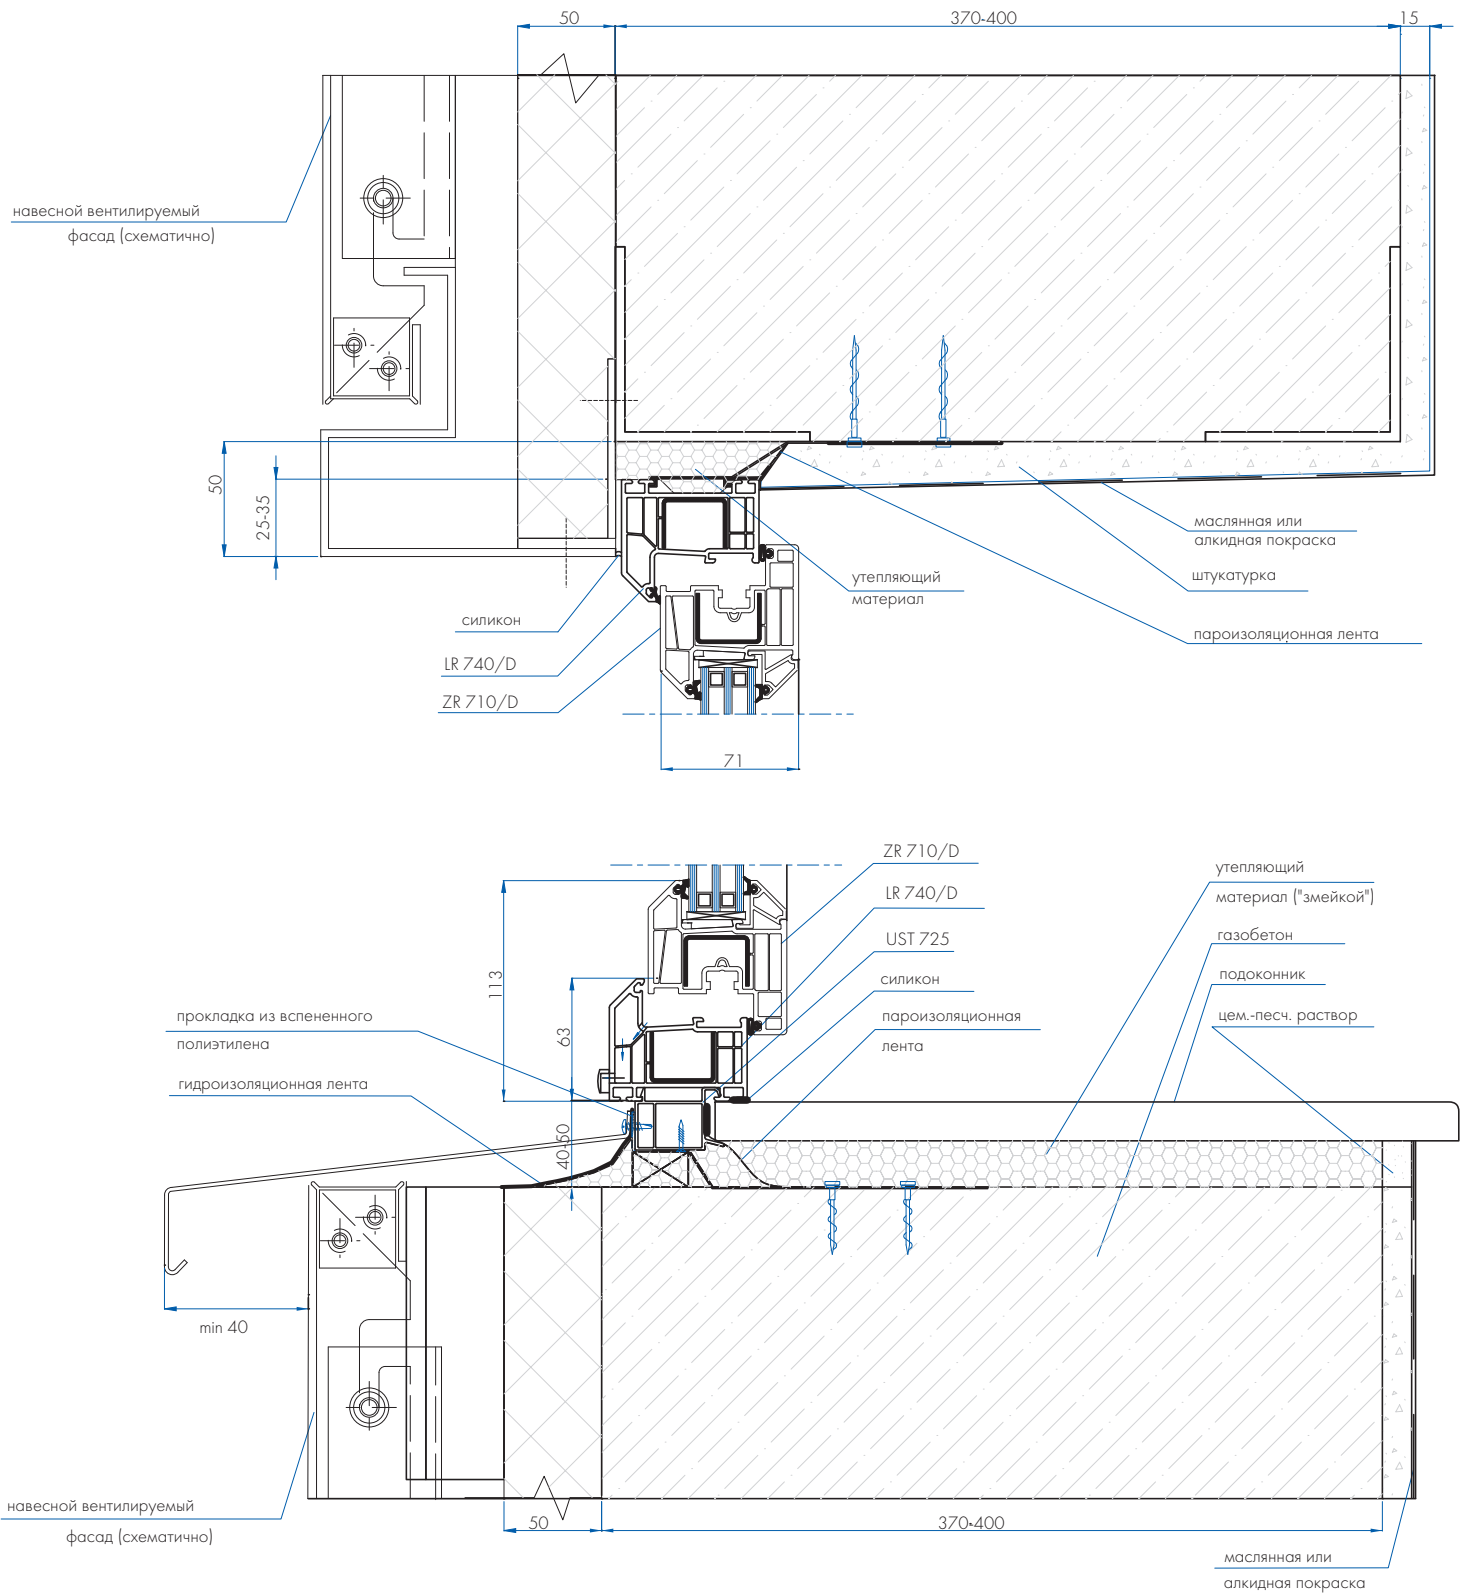 50
370-400
15
навесной вентилируемый
фасад (схематично)
50
25-35
маслянная или
алкидная покраска
утепляющий
материал
штукатурка
силикон
пароизоляционная лента
LR 740/D
ZR 710/D
71
ZR 710/D
LR 740/D
UST 725
силикон
пароизоляционная
лента
утепляющий
материал ("змейкой")
газобетон
подоконник
цем.-песч. раствор
113
63
40-50
прокладка из вспененного
полиэтилена
гидроизоляционная лента
min 40
навесной вентилируемый
фасад (схематично)
50
370-400
маслянная или
алкидная покраска